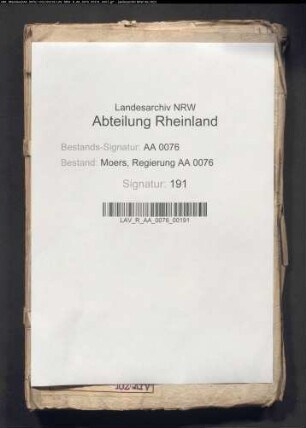 Landesarchiv NRW
Abteilung Rheinland
Bestands-Signatur: AA 0076
Bestand: Moers, Regierung AA 0076
Signatur: 191
LAV_R_AA_0076_00191